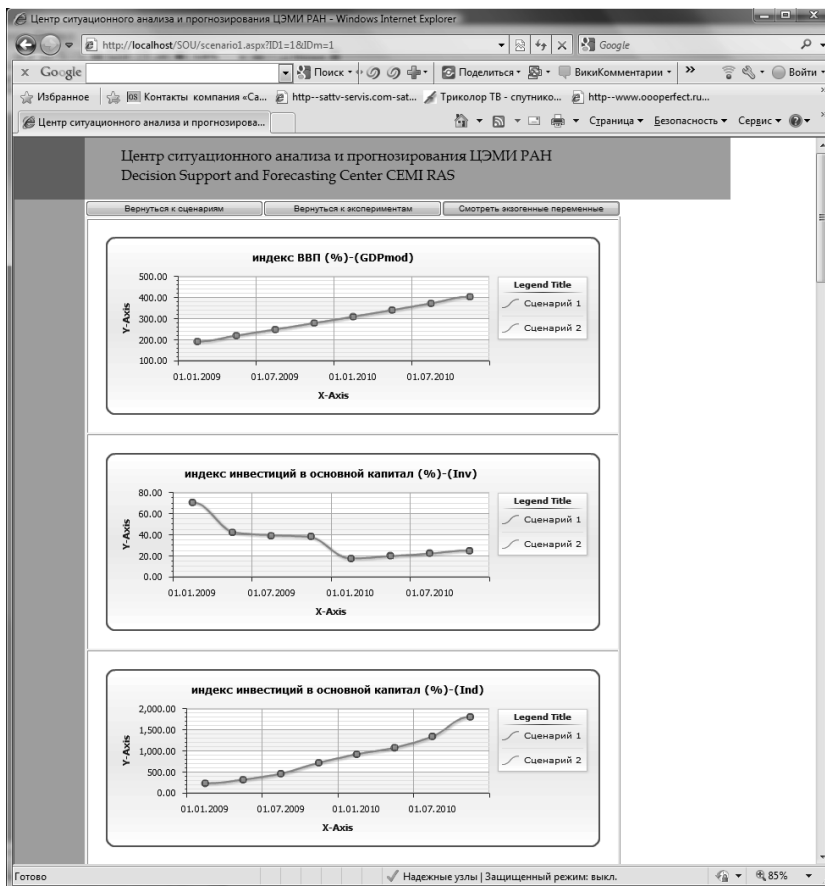 Центр ситуационного анализа и прогнозирования ЦЭМИ РАН - Windows Internet Explorer
http://localhost/SOU/scenario1.aspx?ID1=1&IDm=1
Google
x Google Поиск Поделиться ВикиКомментарии » Войти
Избранное Контакты компания «Са... http--sattv-servis.com-sat... Триколор ТВ - спутнико... http--www.oooperfect.ru...
Центр ситуационного анализа и прогнозирова... Страница Безопасность Сервис
Центр ситуационного анализа и прогнозирования ЦЭМИ РАН
Decision Support and Forecasting Center CEMI RAS
Вернуться к сценариям Вернуться к экспериментам Смотреть экзогенные переменные
индекс ВВП (%)-(GDPmod)
Y-Axis
500.00
400.00
300.00
200.00
100.00
01.01.2009 01.07.2009 01.01.2010 01.07.2010
X-Axis
Legend Title
Сценарий 1
Сценарий 2
индекс инвестиций в основной капитал (%)-(Inv)
Y-Axis
80.00
60.00
40.00
20.00
0.00
01.01.2009 01.07.2009 01.01.2010 01.07.2010
X-Axis
Legend Title
Сценарий 1
Сценарий 2
индекс инвестиций в основной капитал (%)-(Ind)
Y-Axis
2,000.00
1,500.00
1,000.00
500.00
0.00
01.01.2009 01.07.2009 01.01.2010 01.07.2010
X-Axis
Legend Title
Сценарий 1
Сценарий 2
Готово Надежные узлы | Защищенный режим: выкл. 85%